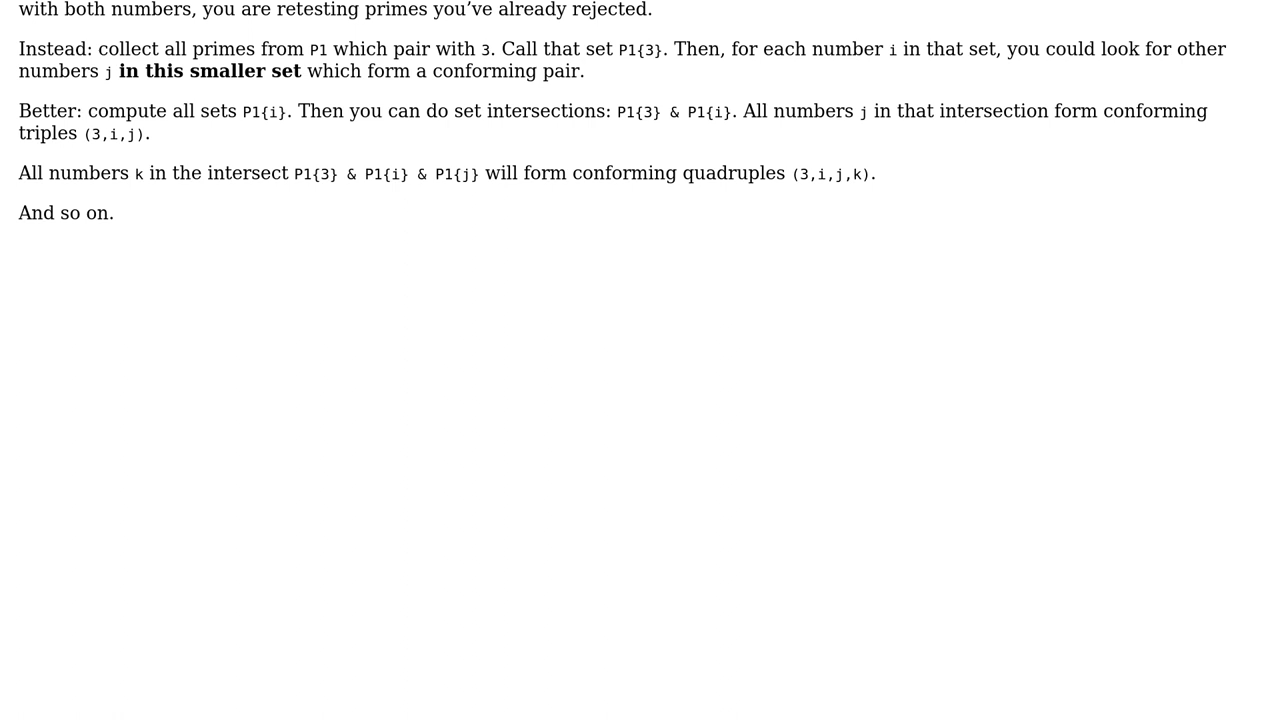 with both numbers, you are retesting primes you’ve already rejected.
Instead: collect all primes from P1 which pair with 3. Call that set P1{3}. Then, for each number i in that set, you could look for other
numbers j in this smaller set which form a conforming pair.
Better: compute all sets P1{i}. Then you can do set intersections: P1{3} & P1{i}. All numbers j in that intersection form conforming
triples (3,i,j).
All numbers k in the intersect P1{3} & P1{i} & P1{j} will form conforming quadruples (3,i,j,k).
And so on.